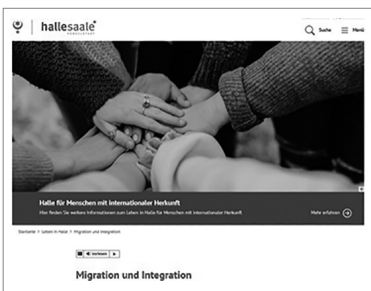 hallesaale*
HÄNDELSTADT
Suche
Menü
Halle für Menschen mit internationaler Herkunft
Hier finden Sie weitere Informationen zum Leben in Halle für Menschen mit internationaler Herkunft
Mehr erfahren
Startseite > Leben in Halle > Migration und Integration
Vorlesen
Migration und Integration